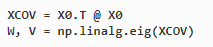 XCOV = X0.T @ X0
W, V = np.linalg.eig(XCOV)